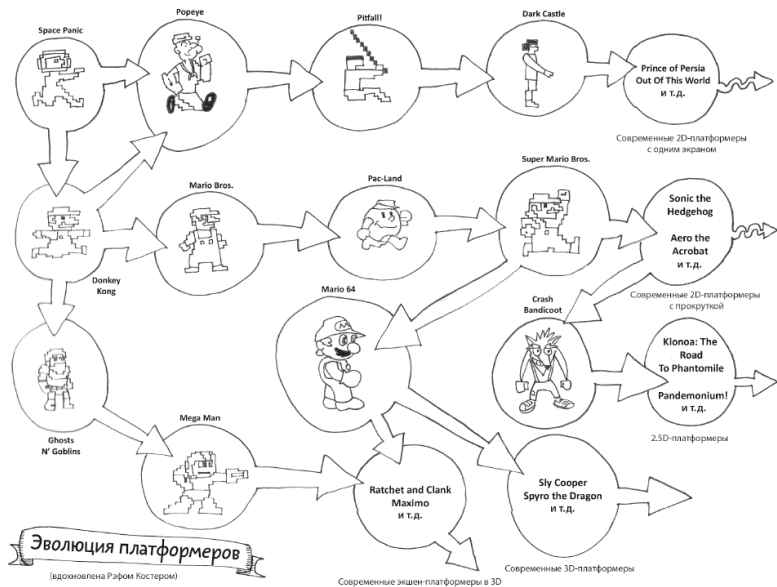 Space Panic
Popeye
Pitfall!
Dark Castle
Prince of Persia
Out Of This World
и т.д.
Современные 2D-платформеры
с одним экраном
Donkey
Kong
Mario Bros.
Pac-Land
Super Mario Bros.
Sonic the
Hedgehog
Aero the
Acrobat
и т.д.
Современные 2D-платформеры
с прокруткой
Mario 64
M
Crash
Bandicoot
Klonoa: The
Road
To Phantomile
Pandemonium!
и т.д.
2.5D-платформеры
Ghosts
N' Goblins
Mega Man
Ratchet and Clank
Maximo
и т.д.
Современные экшен-платформеры в 3D
Sly Cooper
Spyro the Dragon
и т.д.
Современные 3D-платформеры
Эволюция платформеров
(вдохновлена Рэфом Костером)